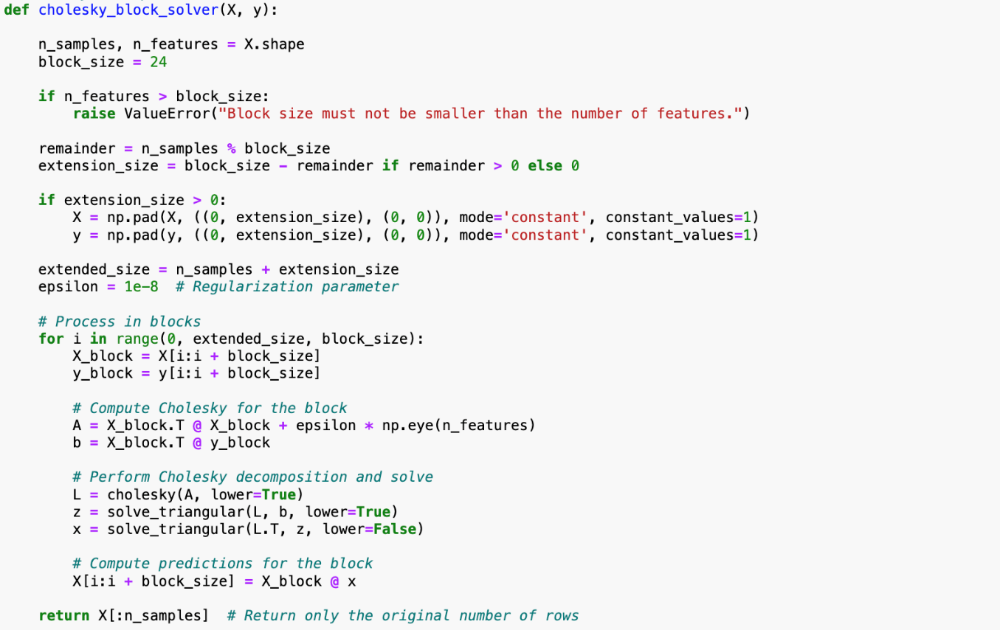 def cholesky_block_solver(X, y):
    n_samples, n_features = X.shape
    block_size = 24
    if n_features > block_size:
        raise ValueError("Block size must not be smaller than the number of features.")
    remainder = n_samples % block_size
    extension_size = block_size - remainder if remainder > 0 else 0
    if extension_size > 0:
        X = np.pad(X, ((0, extension_size), (0, 0)), mode='constant', constant_values=1)
        y = np.pad(y, ((0, extension_size), (0, 0)), mode='constant', constant_values=1)
    extended_size = n_samples + extension_size
    epsilon = 1e-8  # Regularization parameter
    # Process in blocks
    for i in range(0, extended_size, block_size):
        X_block = X[i:i + block_size]
        y_block = y[i:i + block_size]
        # Compute Cholesky for the block
        A = X_block.T @ X_block + epsilon * np.eye(n_features)
        b = X_block.T @ y_block
        # Perform Cholesky decomposition and solve
        L = cholesky(A, lower=True)
        z = solve_triangular(L, b, lower=True)
        x = solve_triangular(L.T, z, lower=False)
        # Compute predictions for the block
        X[i:i + block_size] = X_block @ x
    return X[:n_samples]  # Return only the original number of rows